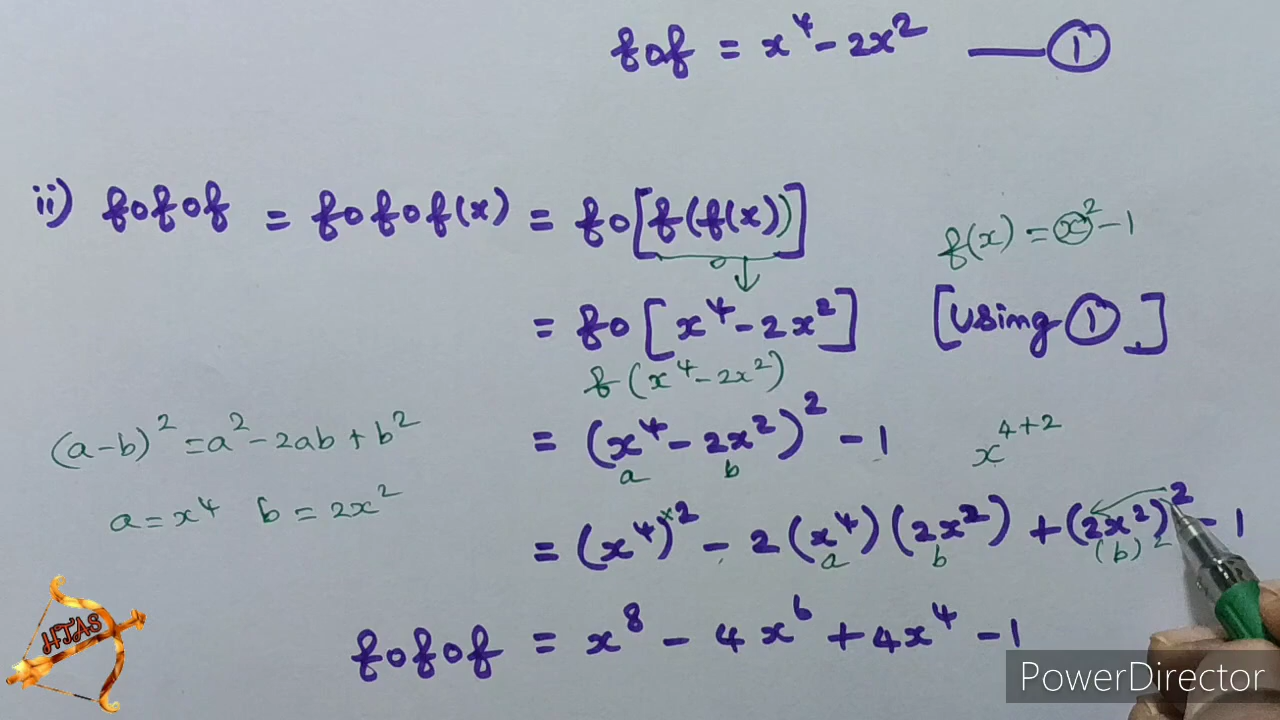 fof = x⁴ - 2x² — ①
ii) fofof = fofof(x) = fo[f(f(x))]
f(x) = x² - 1
= fo[x⁴ - 2x²] [using ①]
f(x⁴ - 2x²)
(a-b)² = a² - 2ab + b²
= (x⁴ - 2x²)² - 1
a b
x⁴⁺²
a = x⁴ b = 2x²
= (x⁴)ˣ² - 2(x⁴)(2x²) + (2x²)² - 1
a b (b)²
fofof = x⁸ - 4x⁶ + 4x⁴ - 1
HTAS
PowerDirector